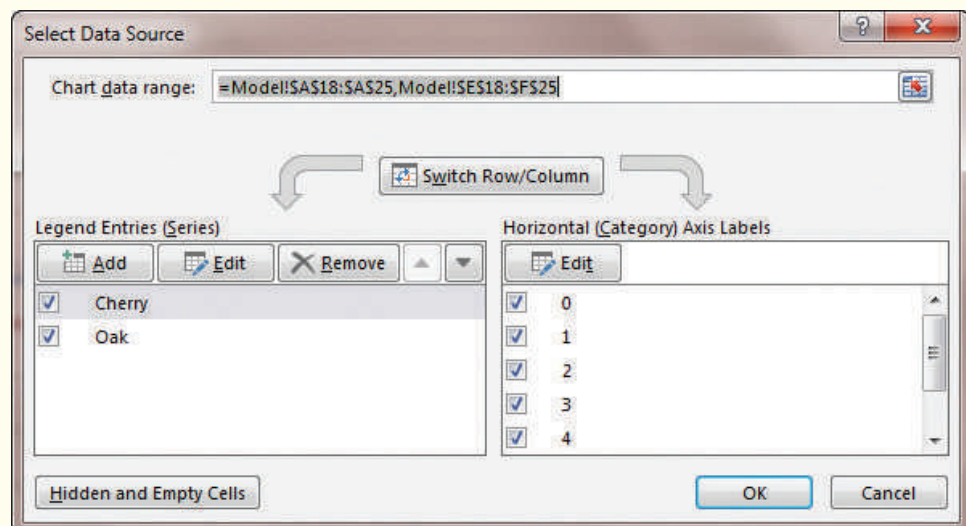 Select Data Source
?
Chart data range: =Model!$A$18:$A$25,Model!$E$18:$F$25
Switch Row/Column
Legend Entries (Series)
Add Edit Remove
Cherry
Oak
Horizontal (Category) Axis Labels
Edit
0
1
2
3
4
Hidden and Empty Cells
OK Cancel